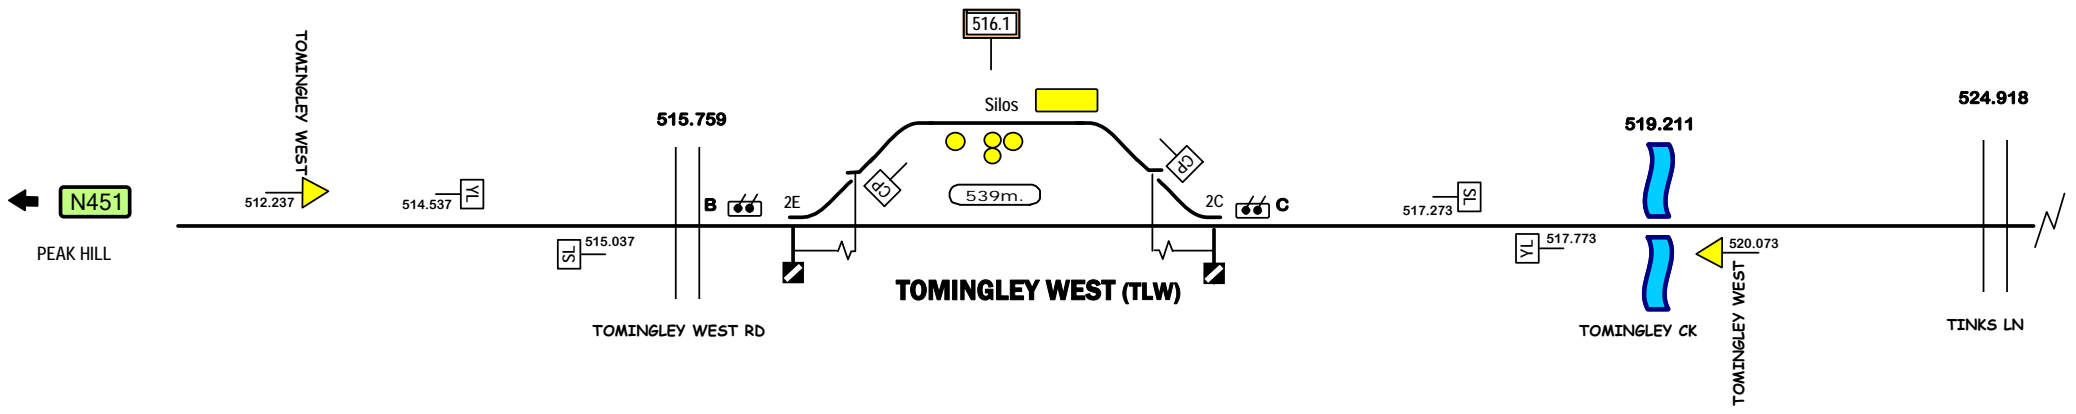 516.1
TOMINGLEY WEST
Silos
524.918
515.759
519.211
CP
CP
N451
512.237
YL
514.537
B
2E
539m.
2C
C
SL
517.273
PEAK HILL
SL
515.037
YL
517.773
520.073
TOMINGLEY WEST (TLW)
TOMINGLEY WEST
TOMINGLEY WEST RD
TOMINGLEY CK
TINKS LN